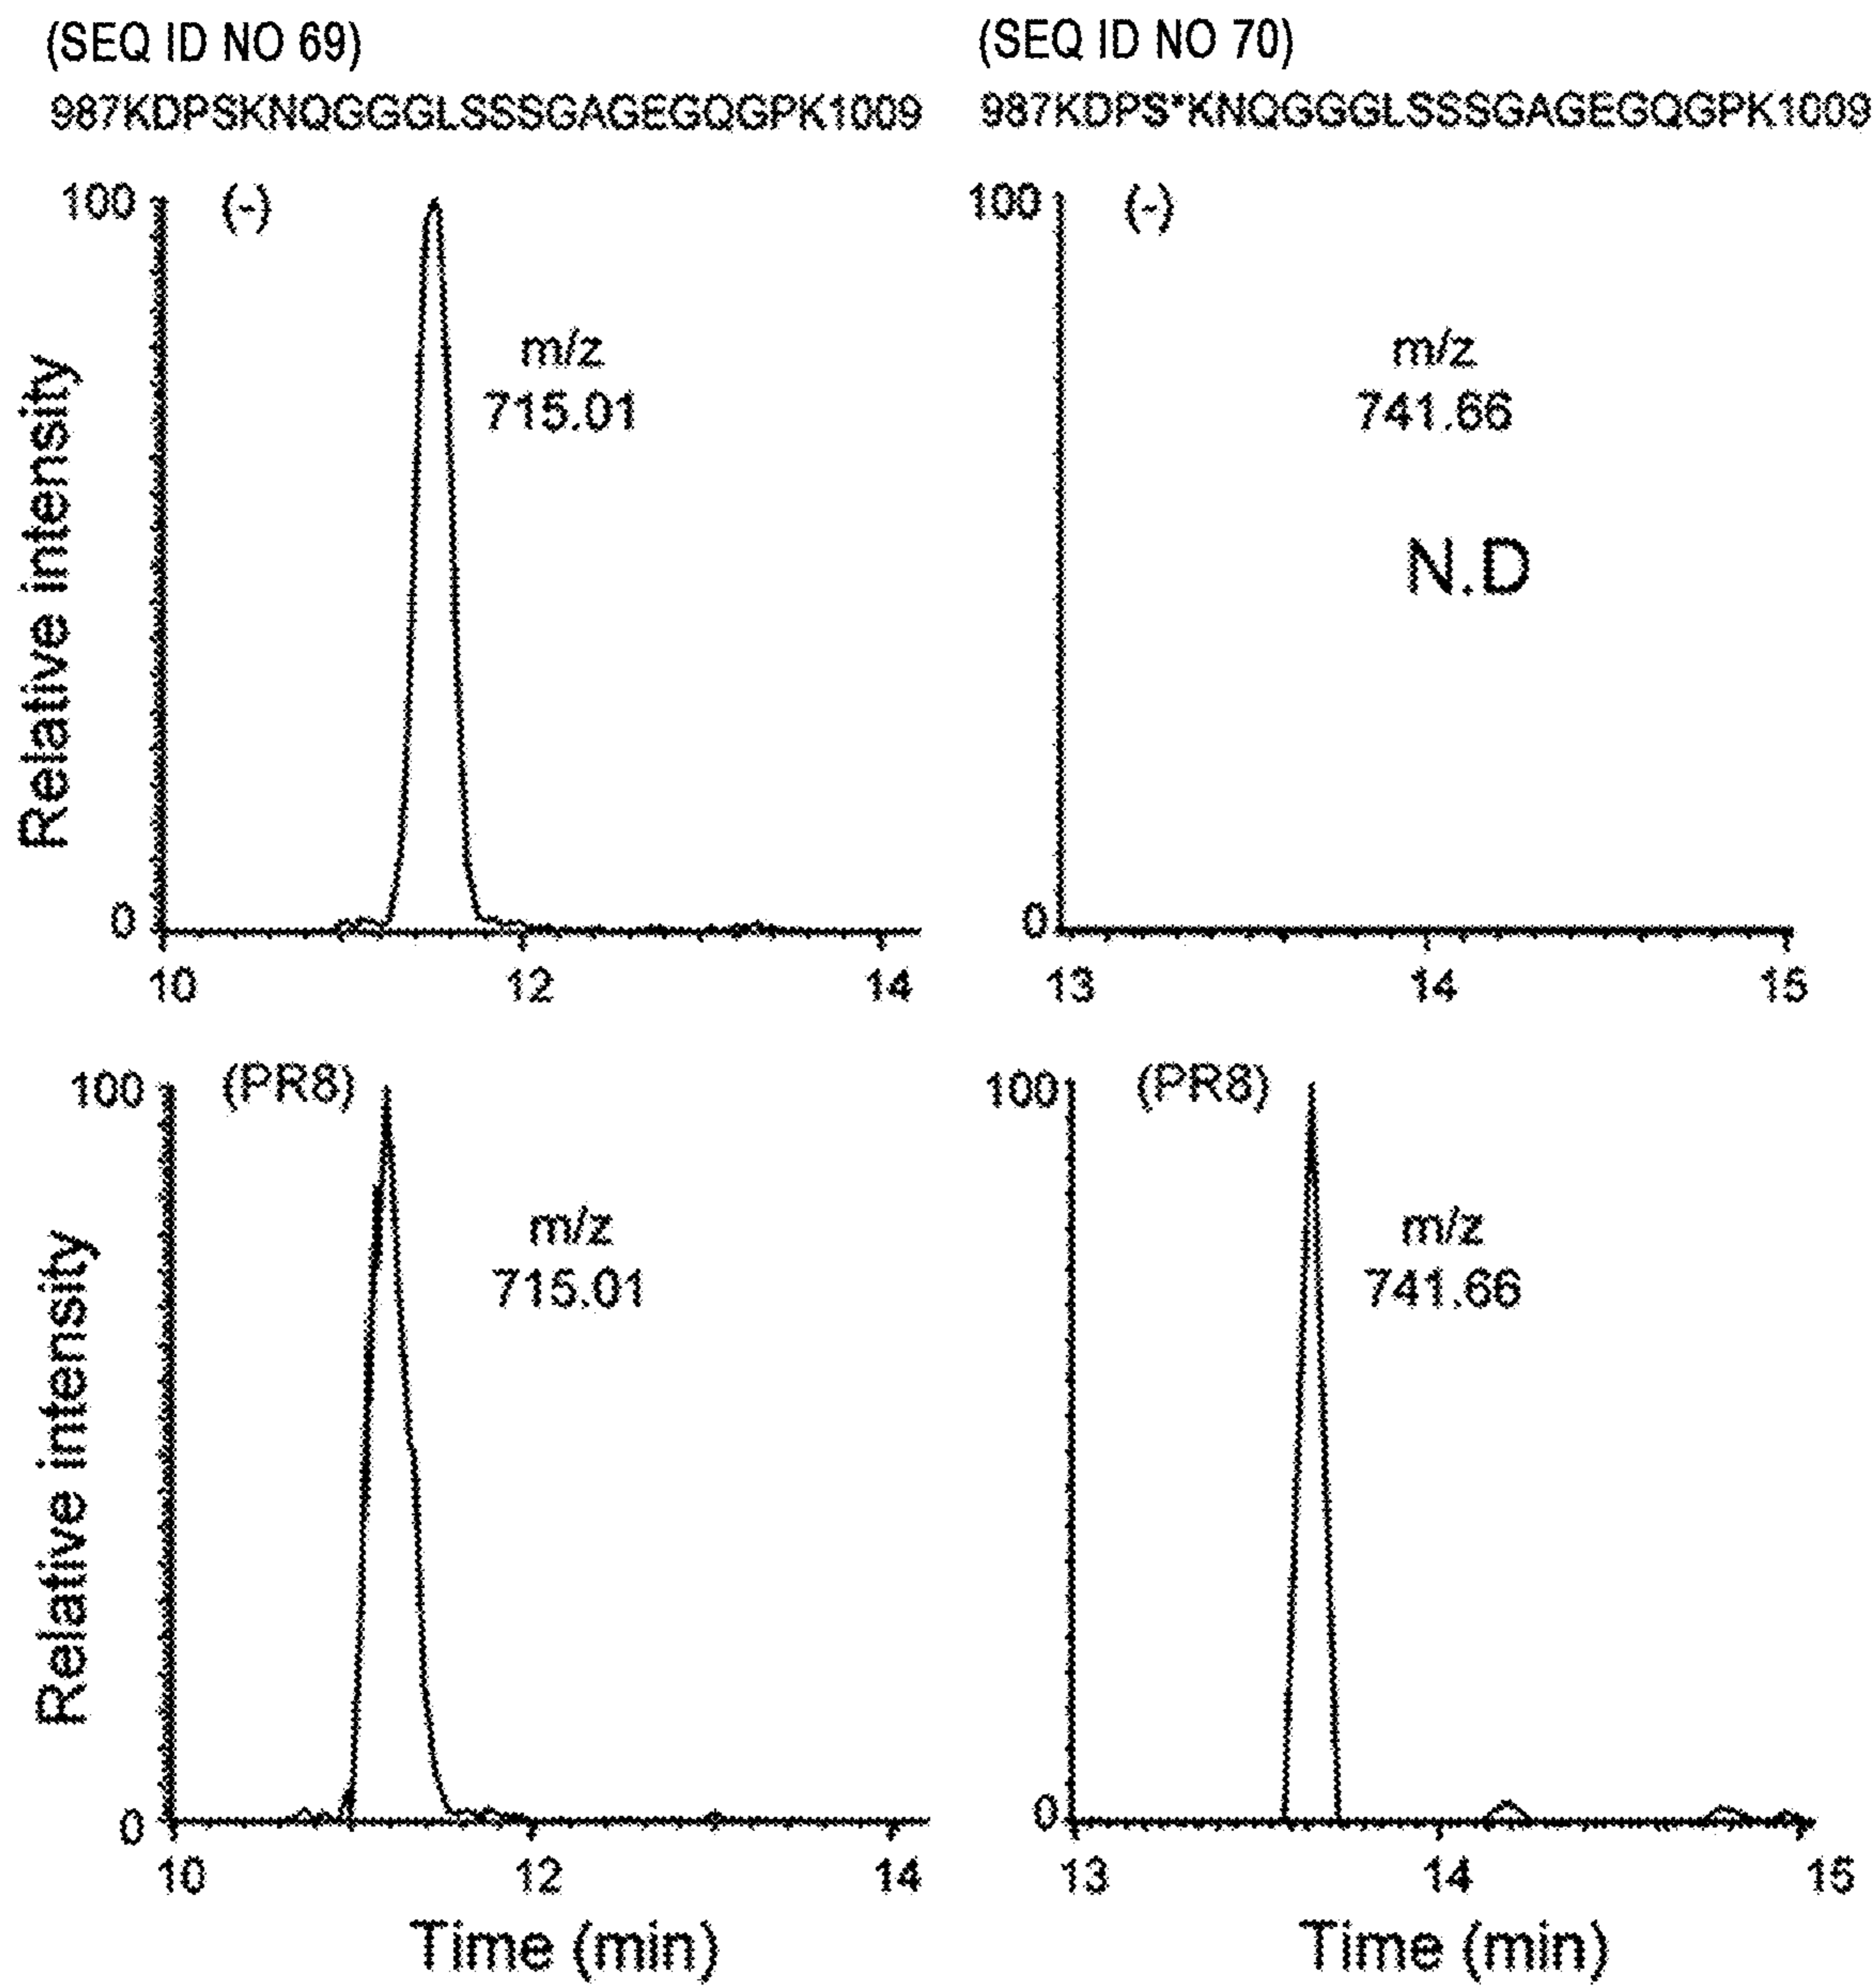 (SEQ ID NO 69)
987KDPSKNQGGGLSSSGAGEGQGPK1009
(SEQ ID NO 70)
987KDPS*KNQGGGLSSSGAGEGQGPK1009
Relative intensity
100
(-)
m/z
715.01
0
10
12
14
100
(-)
m/z
741.66
N.D
0
13
14
15
Relative intensity
100
(PR8)
m/z
715.01
0
10
12
14
Time (min)
100
(PR8)
m/z
741.66
0
13
14
15
Time (min)